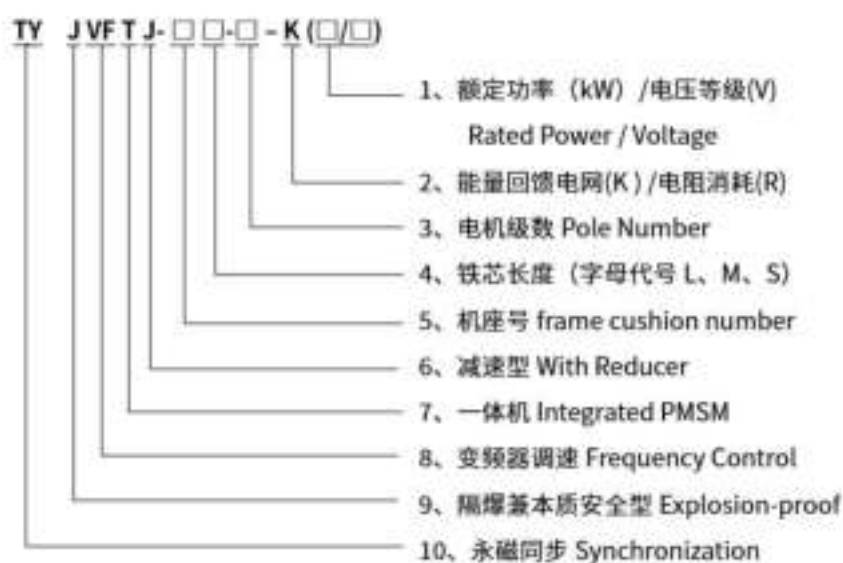 TY J VF T J-□ □-□ – K (□/□)
1、额定功率（kW）/电压等级(V)
Rated Power / Voltage
2、能量回馈电网(K ) /电阻消耗(R)
3、电机级数 Pole Number
4、铁芯长度（字母代号 L、M、S）
5、机座号 frame cushion number
6、减速型 With Reducer
7、一体机 Integrated PMSM
8、变频器调速 Frequency Control
9、隔爆兼本质安全型 Explosion-proof
10、永磁同步 Synchronization